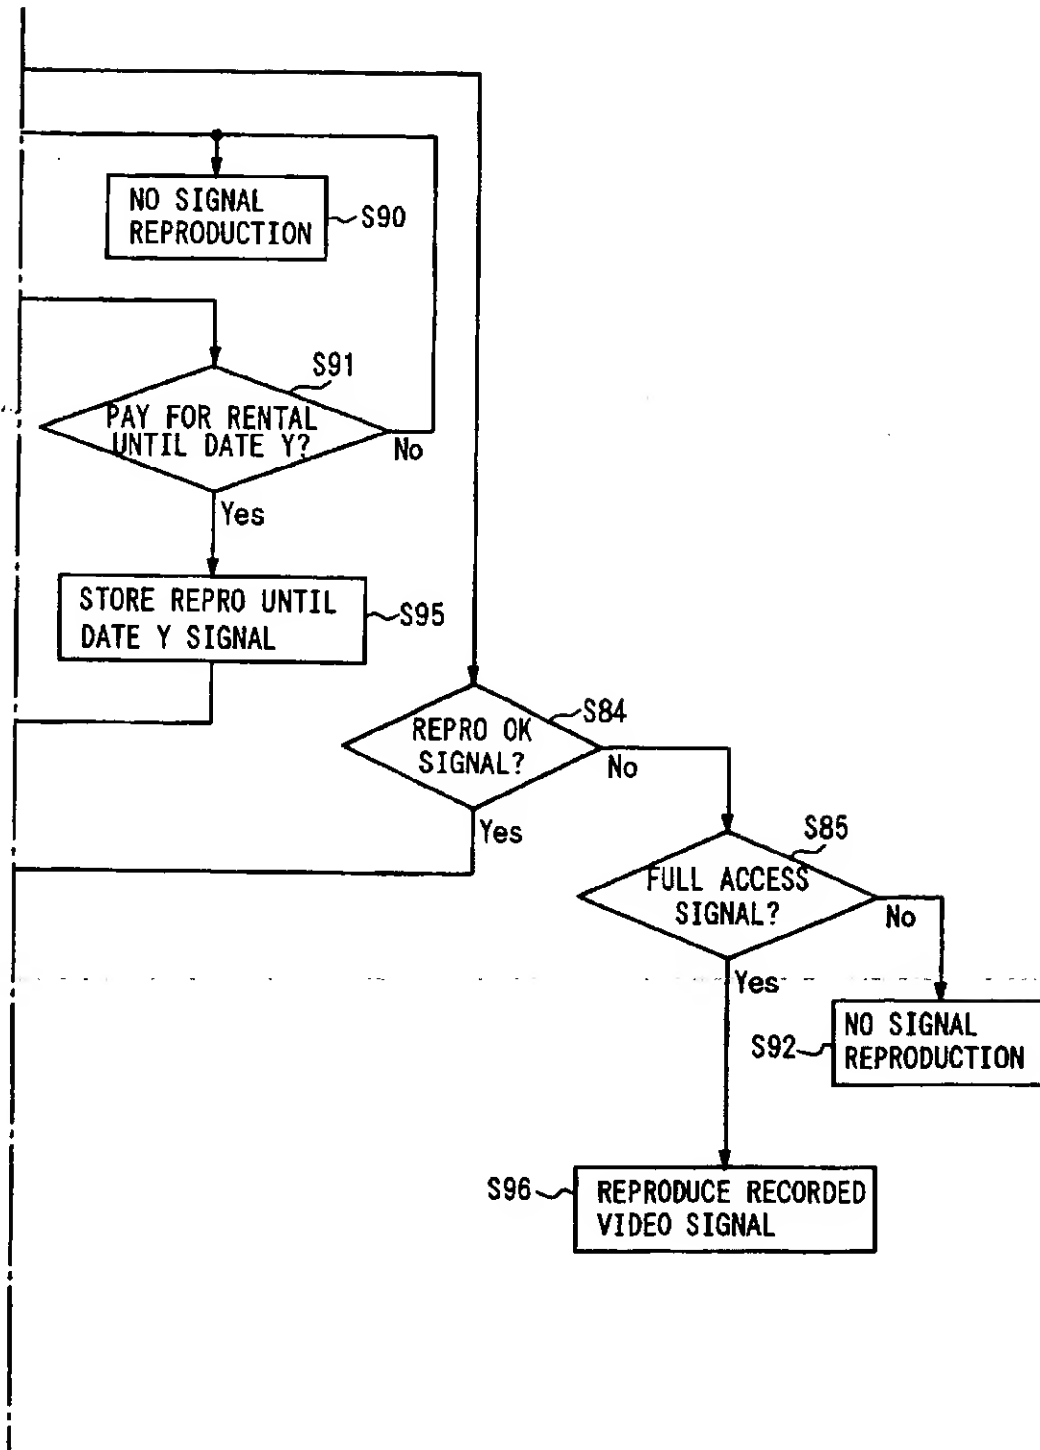 NO SIGNAL
REPRODUCTION
S90
S91
PAY FOR RENTAL
UNTIL DATE Y?
No
Yes
STORE REPRO UNTIL
DATE Y SIGNAL
S95
S84
REPRO OK
SIGNAL?
No
Yes
S85
FULL ACCESS
SIGNAL?
No
Yes
S92
NO SIGNAL
REPRODUCTION
S96
REPRODUCE RECORDED
VIDEO SIGNAL